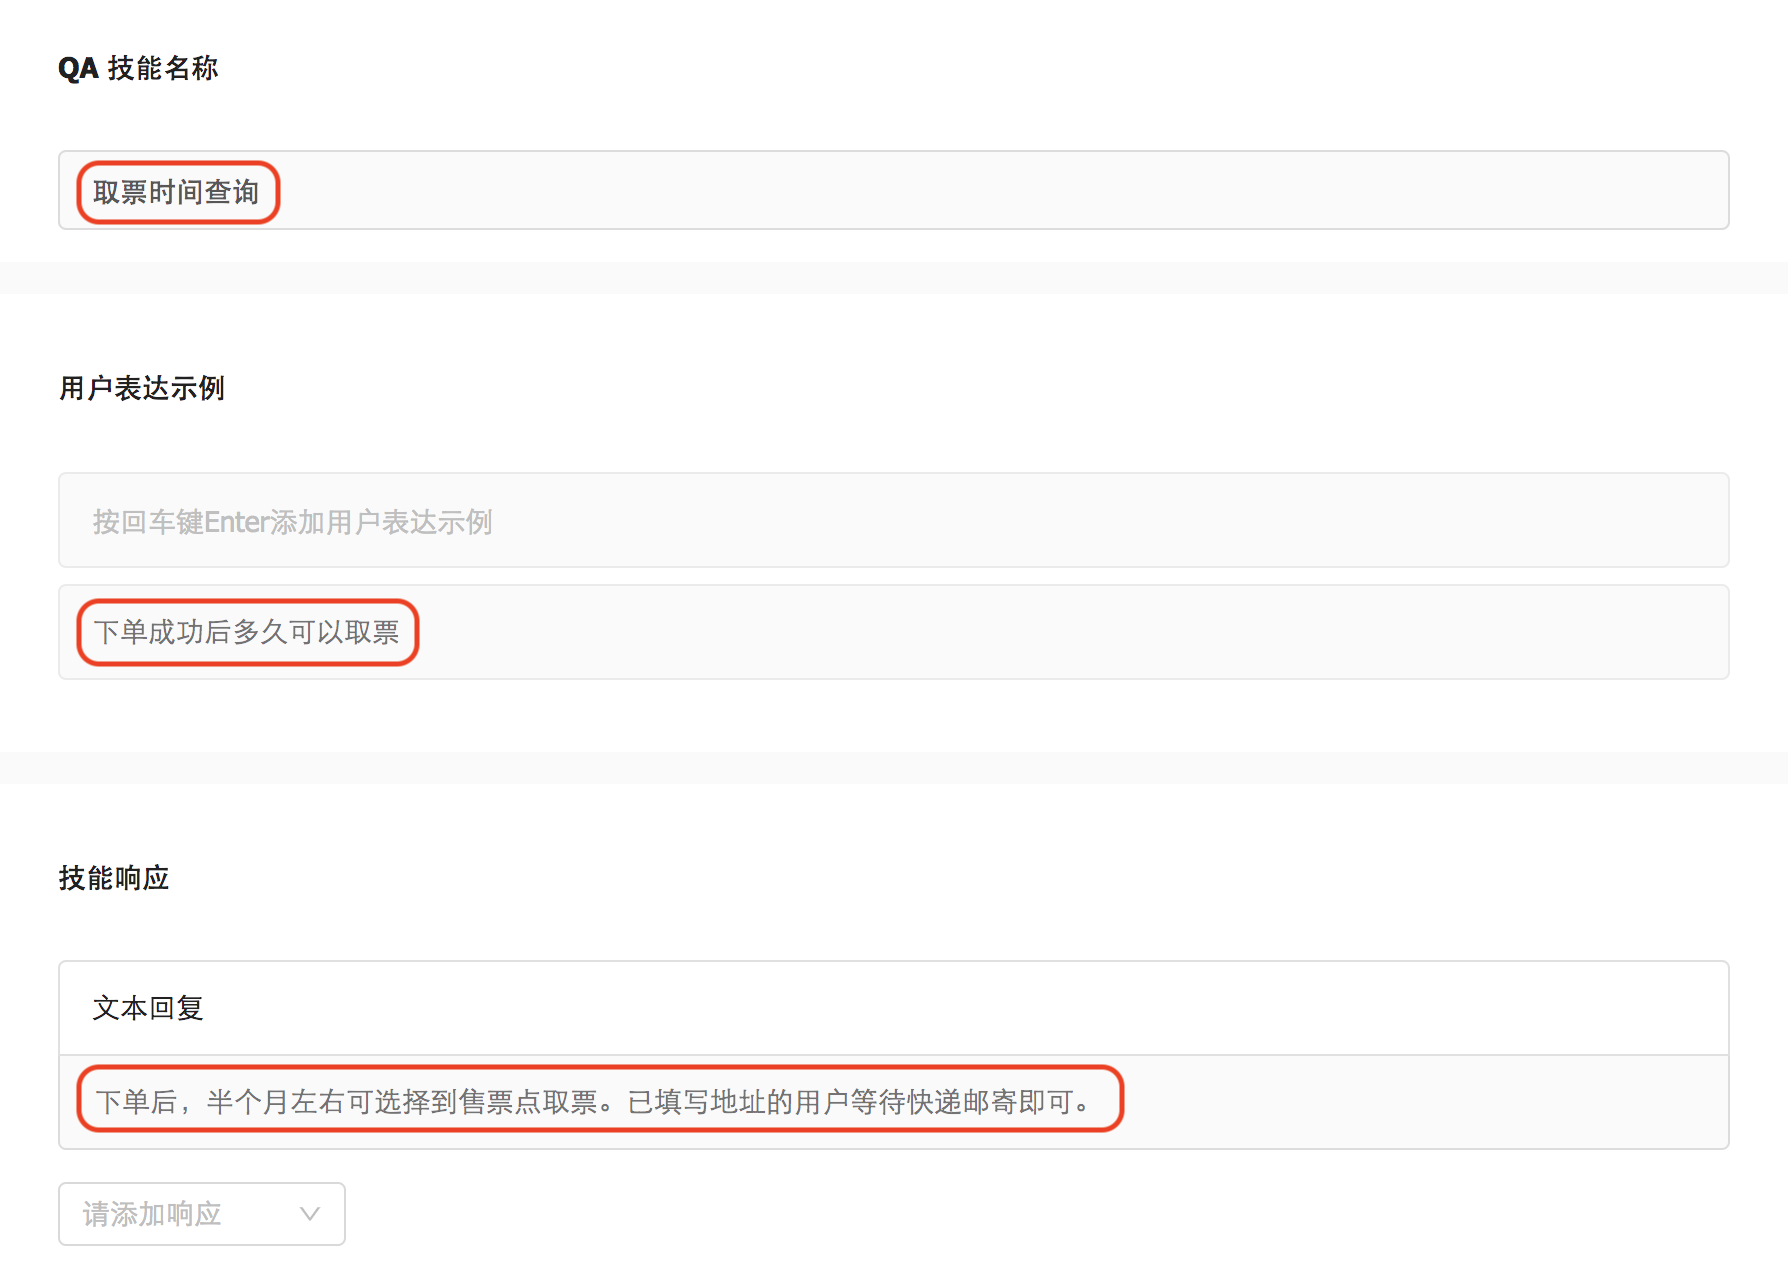 QA 技能名称
取票时间查询
用户表达示例
按回车键Enter添加用户表达示例
下单成功后多久可以取票
技能响应
文本回复
下单后，半个月左右可选择到售票点取票。已填写地址的用户等待快递邮寄即可。
请添加响应